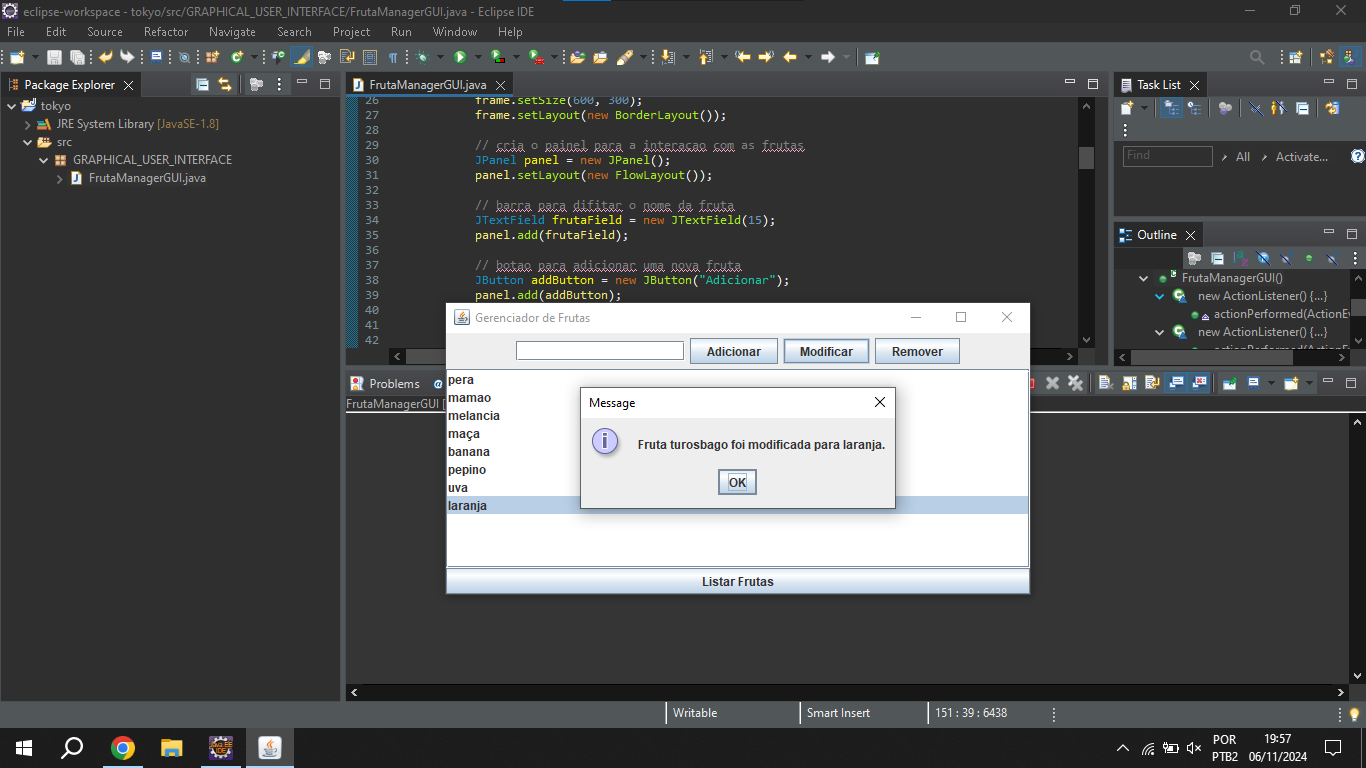 eclipse-workspace - tokyo/src/GRAPHICAL_USER_INTERFACE/FrutaManagerGUI.java - Eclipse IDE
File Edit Source Refactor Navigate Search Project Run Window Help
Package Explorer
tokyo
JRE System Library [JavaSE-1.8]
src
GRAPHICAL_USER_INTERFACE
FrutaManagerGUI.java
FrutaManagerGUI.java
26 frame.setSize(600, 300);
27 frame.setLayout(new BorderLayout());
28
29 // cria o painel para a interacao com as frutas
30 JPanel panel = new JPanel();
31 panel.setLayout(new FlowLayout());
32
33 // barra para difitar o nome da fruta
34 JTextField frutaField = new JTextField(15);
35 panel.add(frutaField);
36
37 // botao para adicionar uma nova fruta
38 JButton addButton = new JButton("Adicionar");
39 panel.add(addButton);
40
41
42
Task List
Find
All
Activate...
Outline
FrutaManagerGUI()
new ActionListener() {...}
actionPerformed(ActionEv
new ActionListener() {...}
actionPerformed(ActionE
Problems @
FrutaManagerGUI [
Gerenciador de Frutas
Adicionar Modificar Remover
pera
mamao
melancia
maça
banana
pepino
uva
laranja
Message
Fruta turosbago foi modificada para laranja.
OK
Listar Frutas
Writable Smart Insert 151 : 39 : 6438
POR
PTB2
19:57
06/11/2024